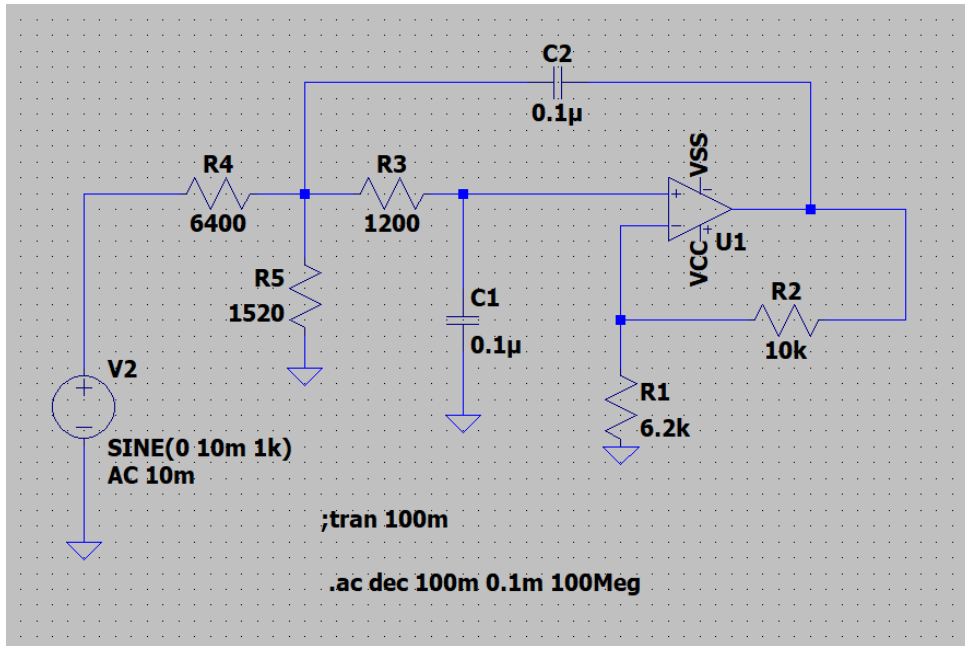 C2
0.1µ
R4
6400
R3
1200
VSS
+
−
+
−
+
U1
VCC
R5
1520
C1
0.1µ
R2
10k
R1
6.2k
V2
+
−
SINE(0 10m 1k)
AC 10m
;tran 100m
.ac dec 100m 0.1m 100Meg